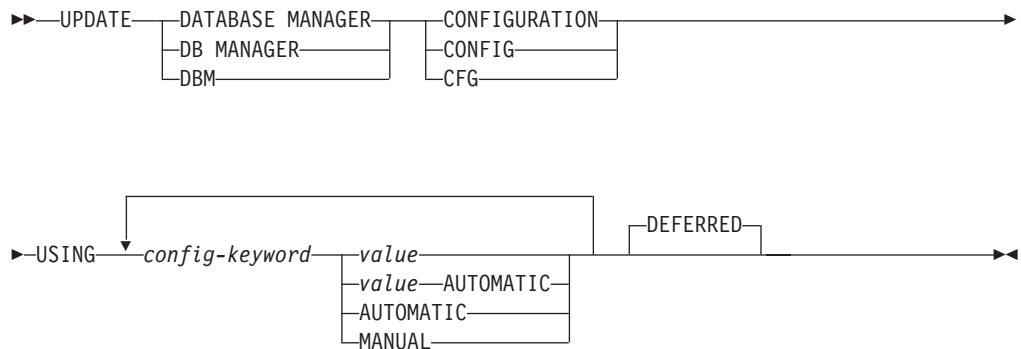 UPDATE DATABASE MANAGER CONFIGURATION
DB MANAGER CONFIG
DBM CFG
DEFERRED
USING config-keyword value
value AUTOMATIC
AUTOMATIC
MANUAL